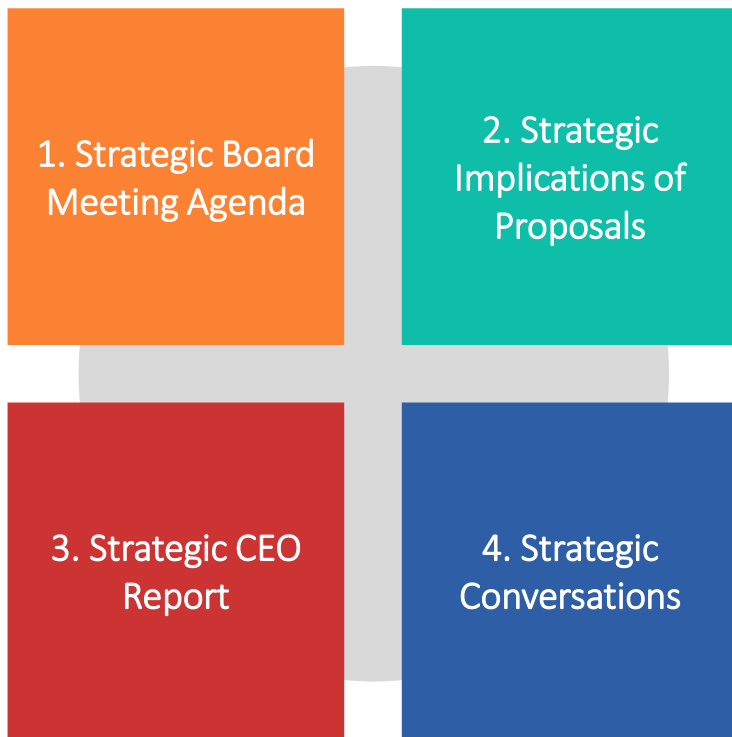 1. Strategic Board
Meeting Agenda
2. Strategic
Implications of
Proposals
3. Strategic CEO
Report
4. Strategic
Conversations